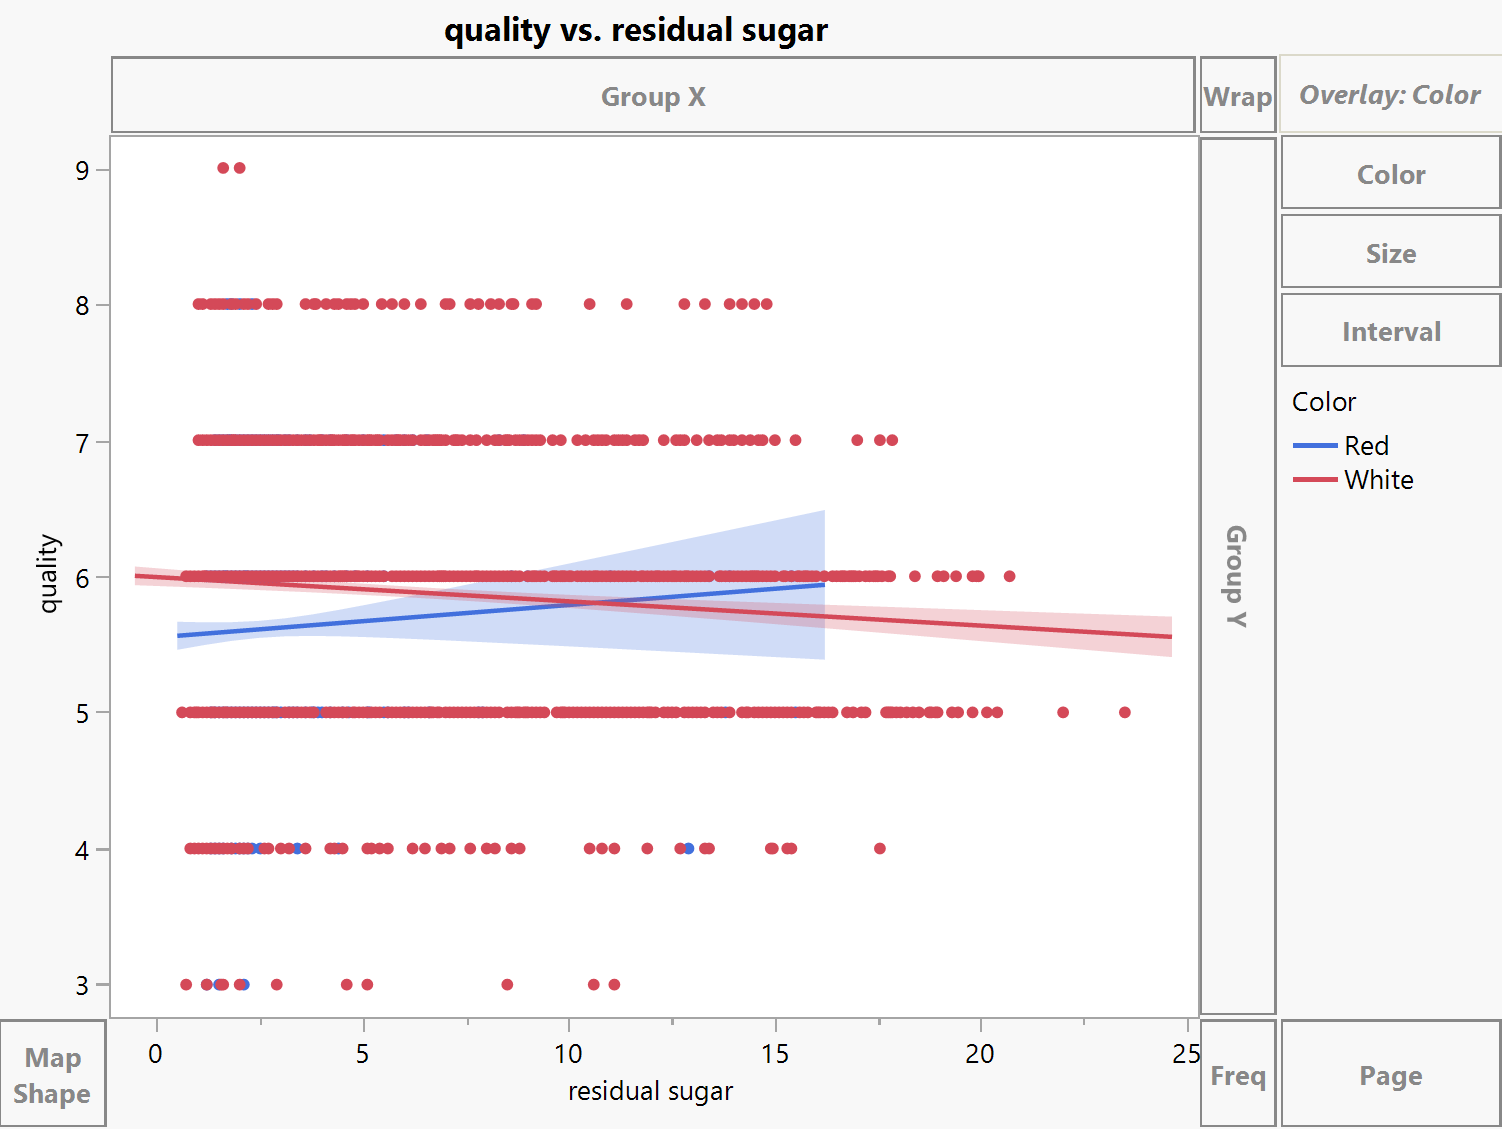 quality vs. residual sugar
Group X
Wrap
Overlay: Color
Color
Size
Interval
Color
Red
White
Group Y
quality
9
8
7
6
5
4
3
0
5
10
15
20
25
residual sugar
Map
Shape
Freq
Page